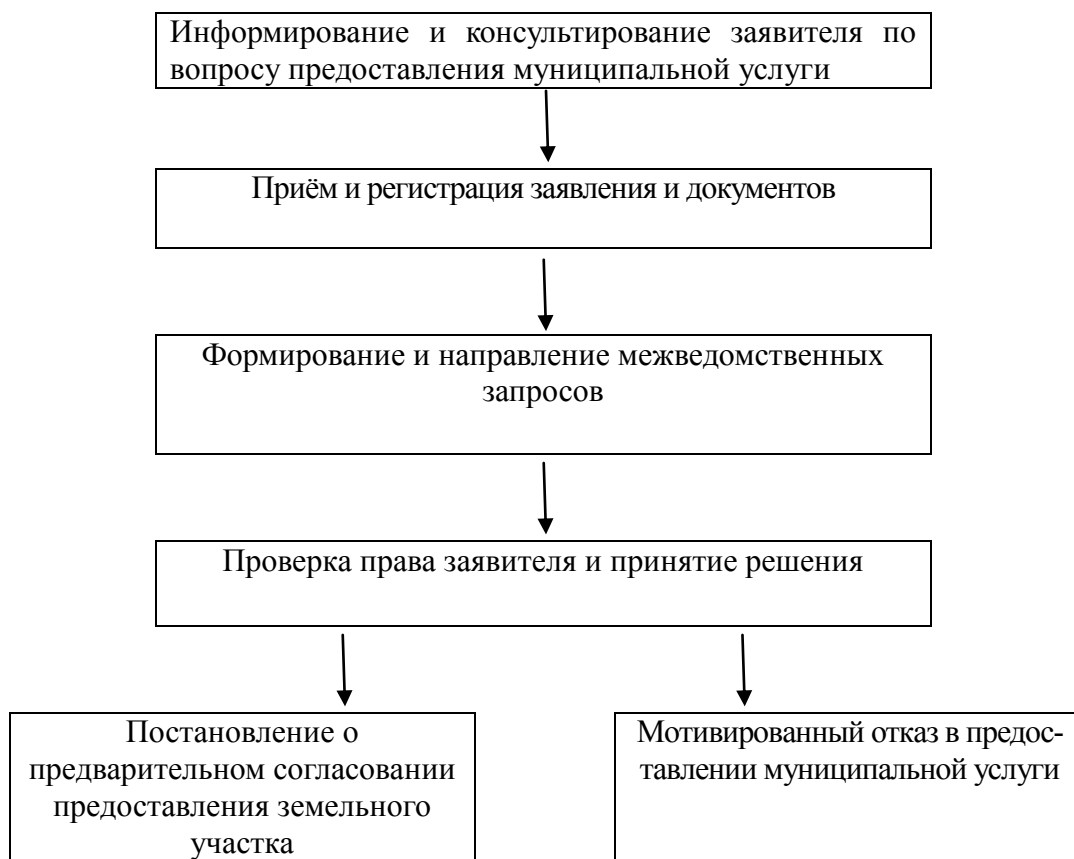 Информирование и консультирование заявителя по
вопросу предоставления муниципальной услуги
Приём и регистрация заявления и документов
Формирование и направление межведомственных
запросов
Проверка права заявителя и принятие решения
Постановление о
предварительном согласовании
предоставления земельного
участка
Мотивированный отказ в предос-
тавлении муниципальной услуги